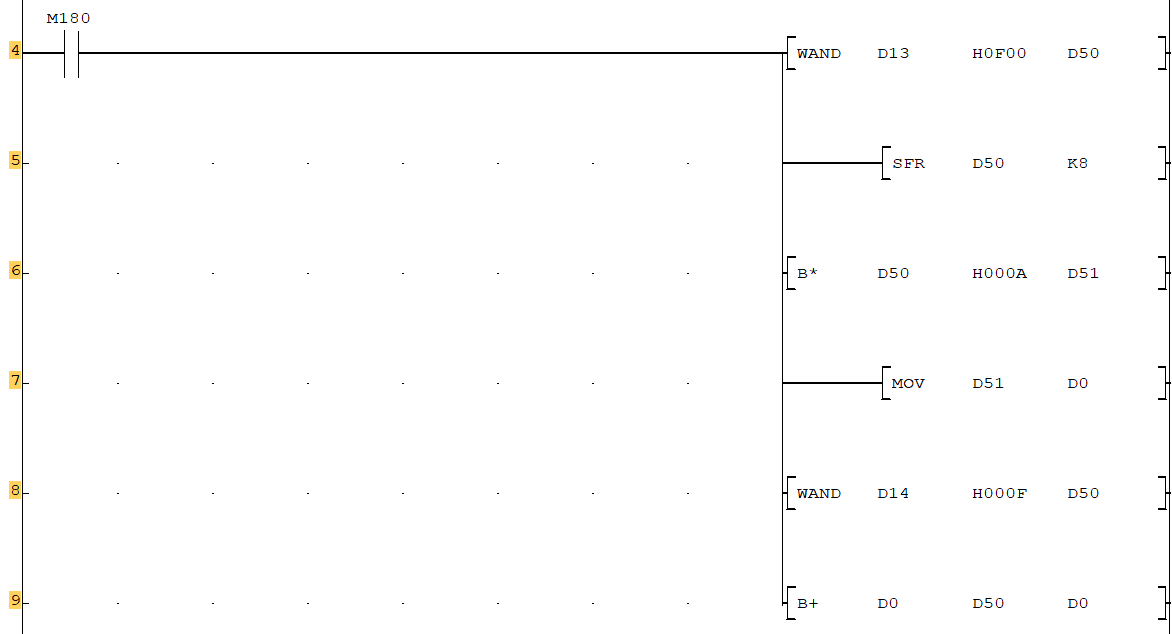 M180
4 WAND D13 H0F00 D50
5 SFR D50 K8
6 B* D50 H000A D51
7 MOV D51 D0
8 WAND D14 H000F D50
9 B+ D0 D50 D0